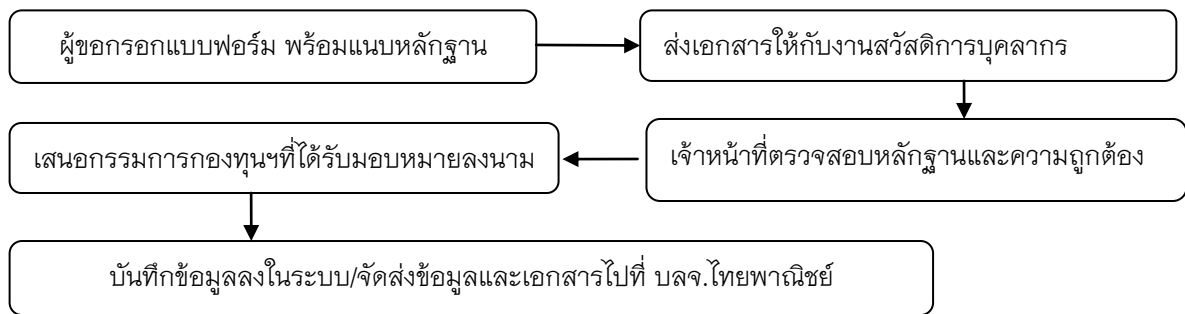 ผู้ขอกรอกแบบฟอร์ม พร้อมแนบหลักฐาน
ส่งเอกสารให้กับงานสวัสดิการบุคลากร
เจ้าหน้าที่ตรวจสอบหลักฐานและความถูกต้อง
เสนอกรรมการกองทุนฯที่ได้รับมอบหมายลงนาม
บันทึกข้อมูลลงในระบบ/จัดส่งข้อมูลและเอกสารไปที่ บลจ.ไทยพาณิชย์